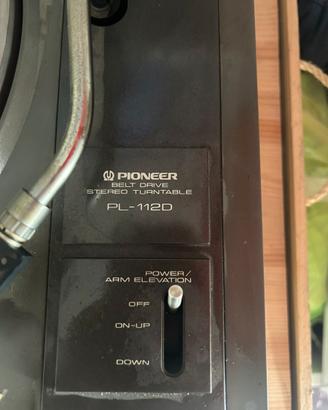 PIONEER
BELT DRIVE
STEREO TURNTABLE
PL-112D
POWER/
ARM ELEVATION
OFF
ON-UP
DOWN